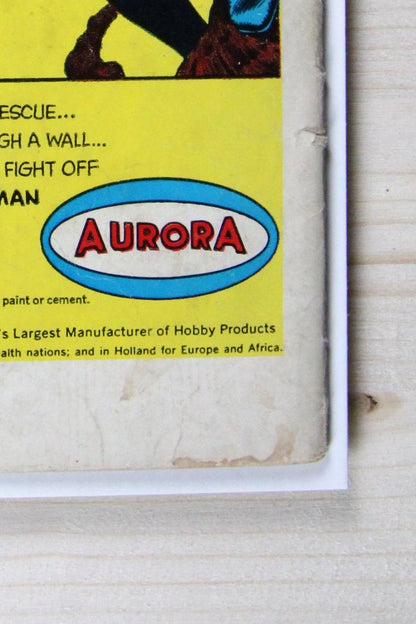 ESCUE...
GH A WALL...
FIGHT OFF
MAN
AURORA
paint or cement.
's Largest Manufacturer of Hobby Products
alth nations; and in Holland for Europe and Africa.